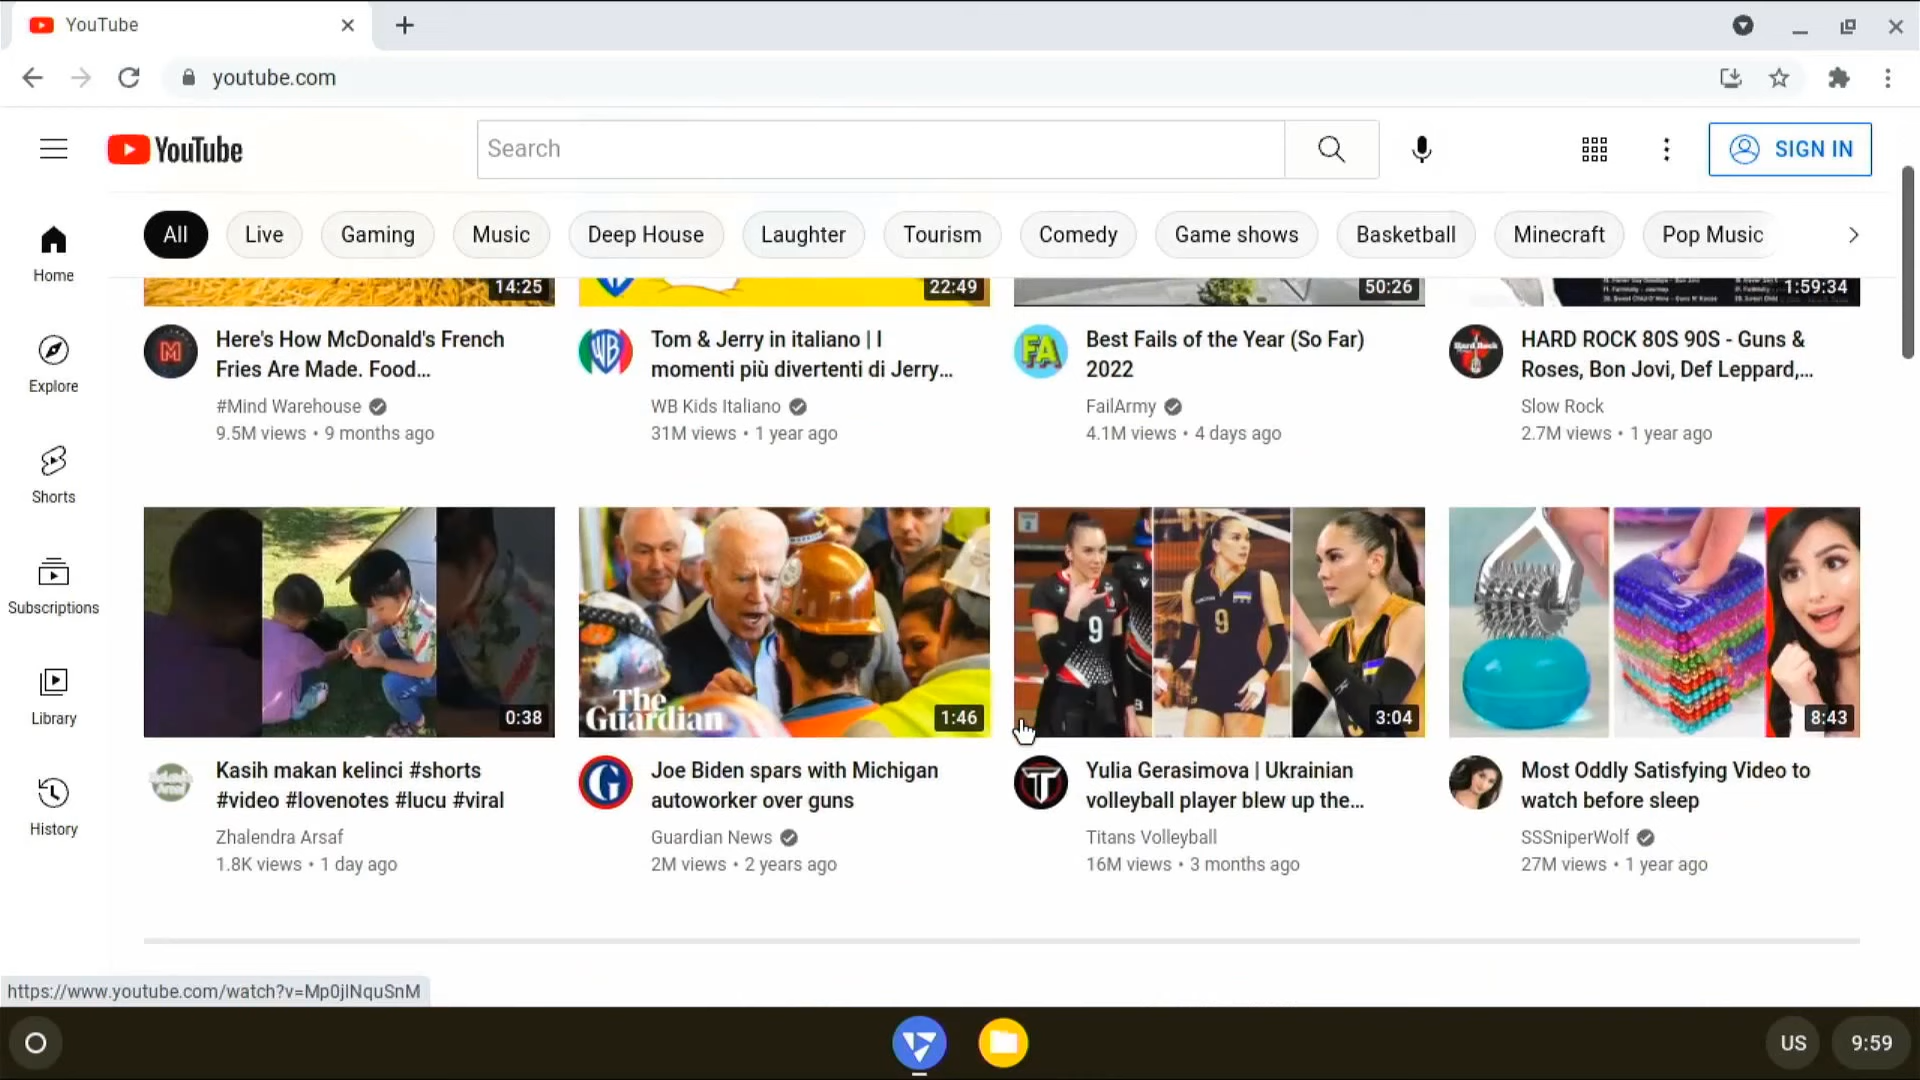 YouTube
youtube.com
YouTube
Search
SIGN IN
All
Live
Gaming
Music
Deep House
Laughter
Tourism
Comedy
Game shows
Basketball
Minecraft
Pop Music
Home
Explore
Shorts
Subscriptions
Library
History
14:25
22:49
50:26
1:59:34
Here's How McDonald's French
Fries Are Made. Food...
#Mind Warehouse
9.5M views • 9 months ago
WB
Tom & Jerry in italiano | I
momenti più divertenti di Jerry...
WB Kids Italiano
31M views • 1 year ago
FA
Best Fails of the Year (So Far)
2022
FailArmy
4.1M views • 4 days ago
HARD ROCK 80S 90S - Guns &
Roses, Bon Jovi, Def Leppard,...
Slow Rock
2.7M views • 1 year ago
0:38
Kasih makan kelinci #shorts
#video #lovenotes #lucu #viral
Zhalendra Arsaf
1.8K views • 1 day ago
The
Guardian
1:46
G
Joe Biden spars with Michigan
autoworker over guns
Guardian News
2M views • 2 years ago
9
9
3:04
Yulia Gerasimova | Ukrainian
volleyball player blew up the...
Titans Volleyball
16M views • 3 months ago
8:43
Most Oddly Satisfying Video to
watch before sleep
SSSniperWolf
27M views • 1 year ago
https://www.youtube.com/watch?v=Mp0jlNquSnM
US
9:59